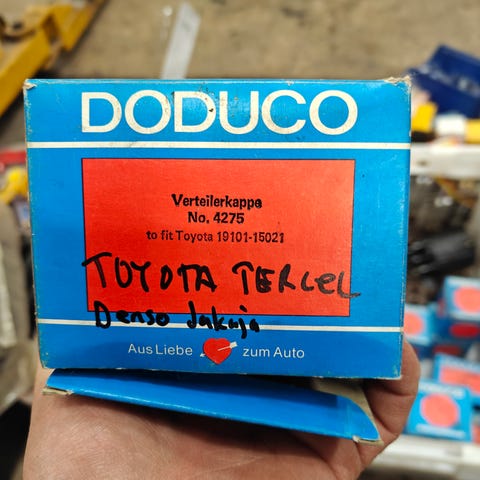 DODUCO
Verteilerkappe
No. 4275
to fit Toyota 19101-15021
TOYOTA TERCEL
Denso Jakaja
Aus Liebe zum Auto